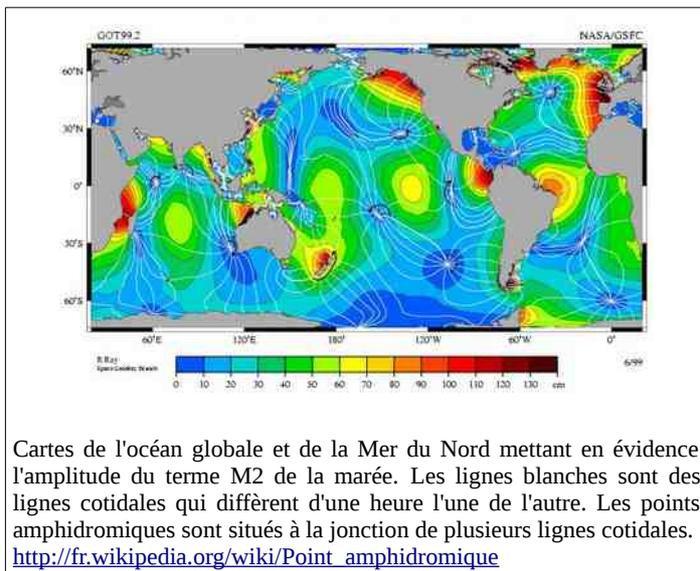 GOT99.2 NASA/GSFC
60°N
30°N
0°
30°S
60°S
60°E 120°E 180° 120°W 60°W 0°
R Ray 6/99
0 10 20 30 40 50 60 70 80 90 100 110 120 130 cm
Cartes de l'océan globale et de la Mer du Nord mettant en évidence
l'amplitude du terme M2 de la marée. Les lignes blanches sont des
lignes cotidales qui diffèrent d'une heure l'une de l'autre. Les points
amphidromiques sont situés à la jonction de plusieurs lignes cotidales.
http://fr.wikipedia.org/wiki/Point_amphidromique